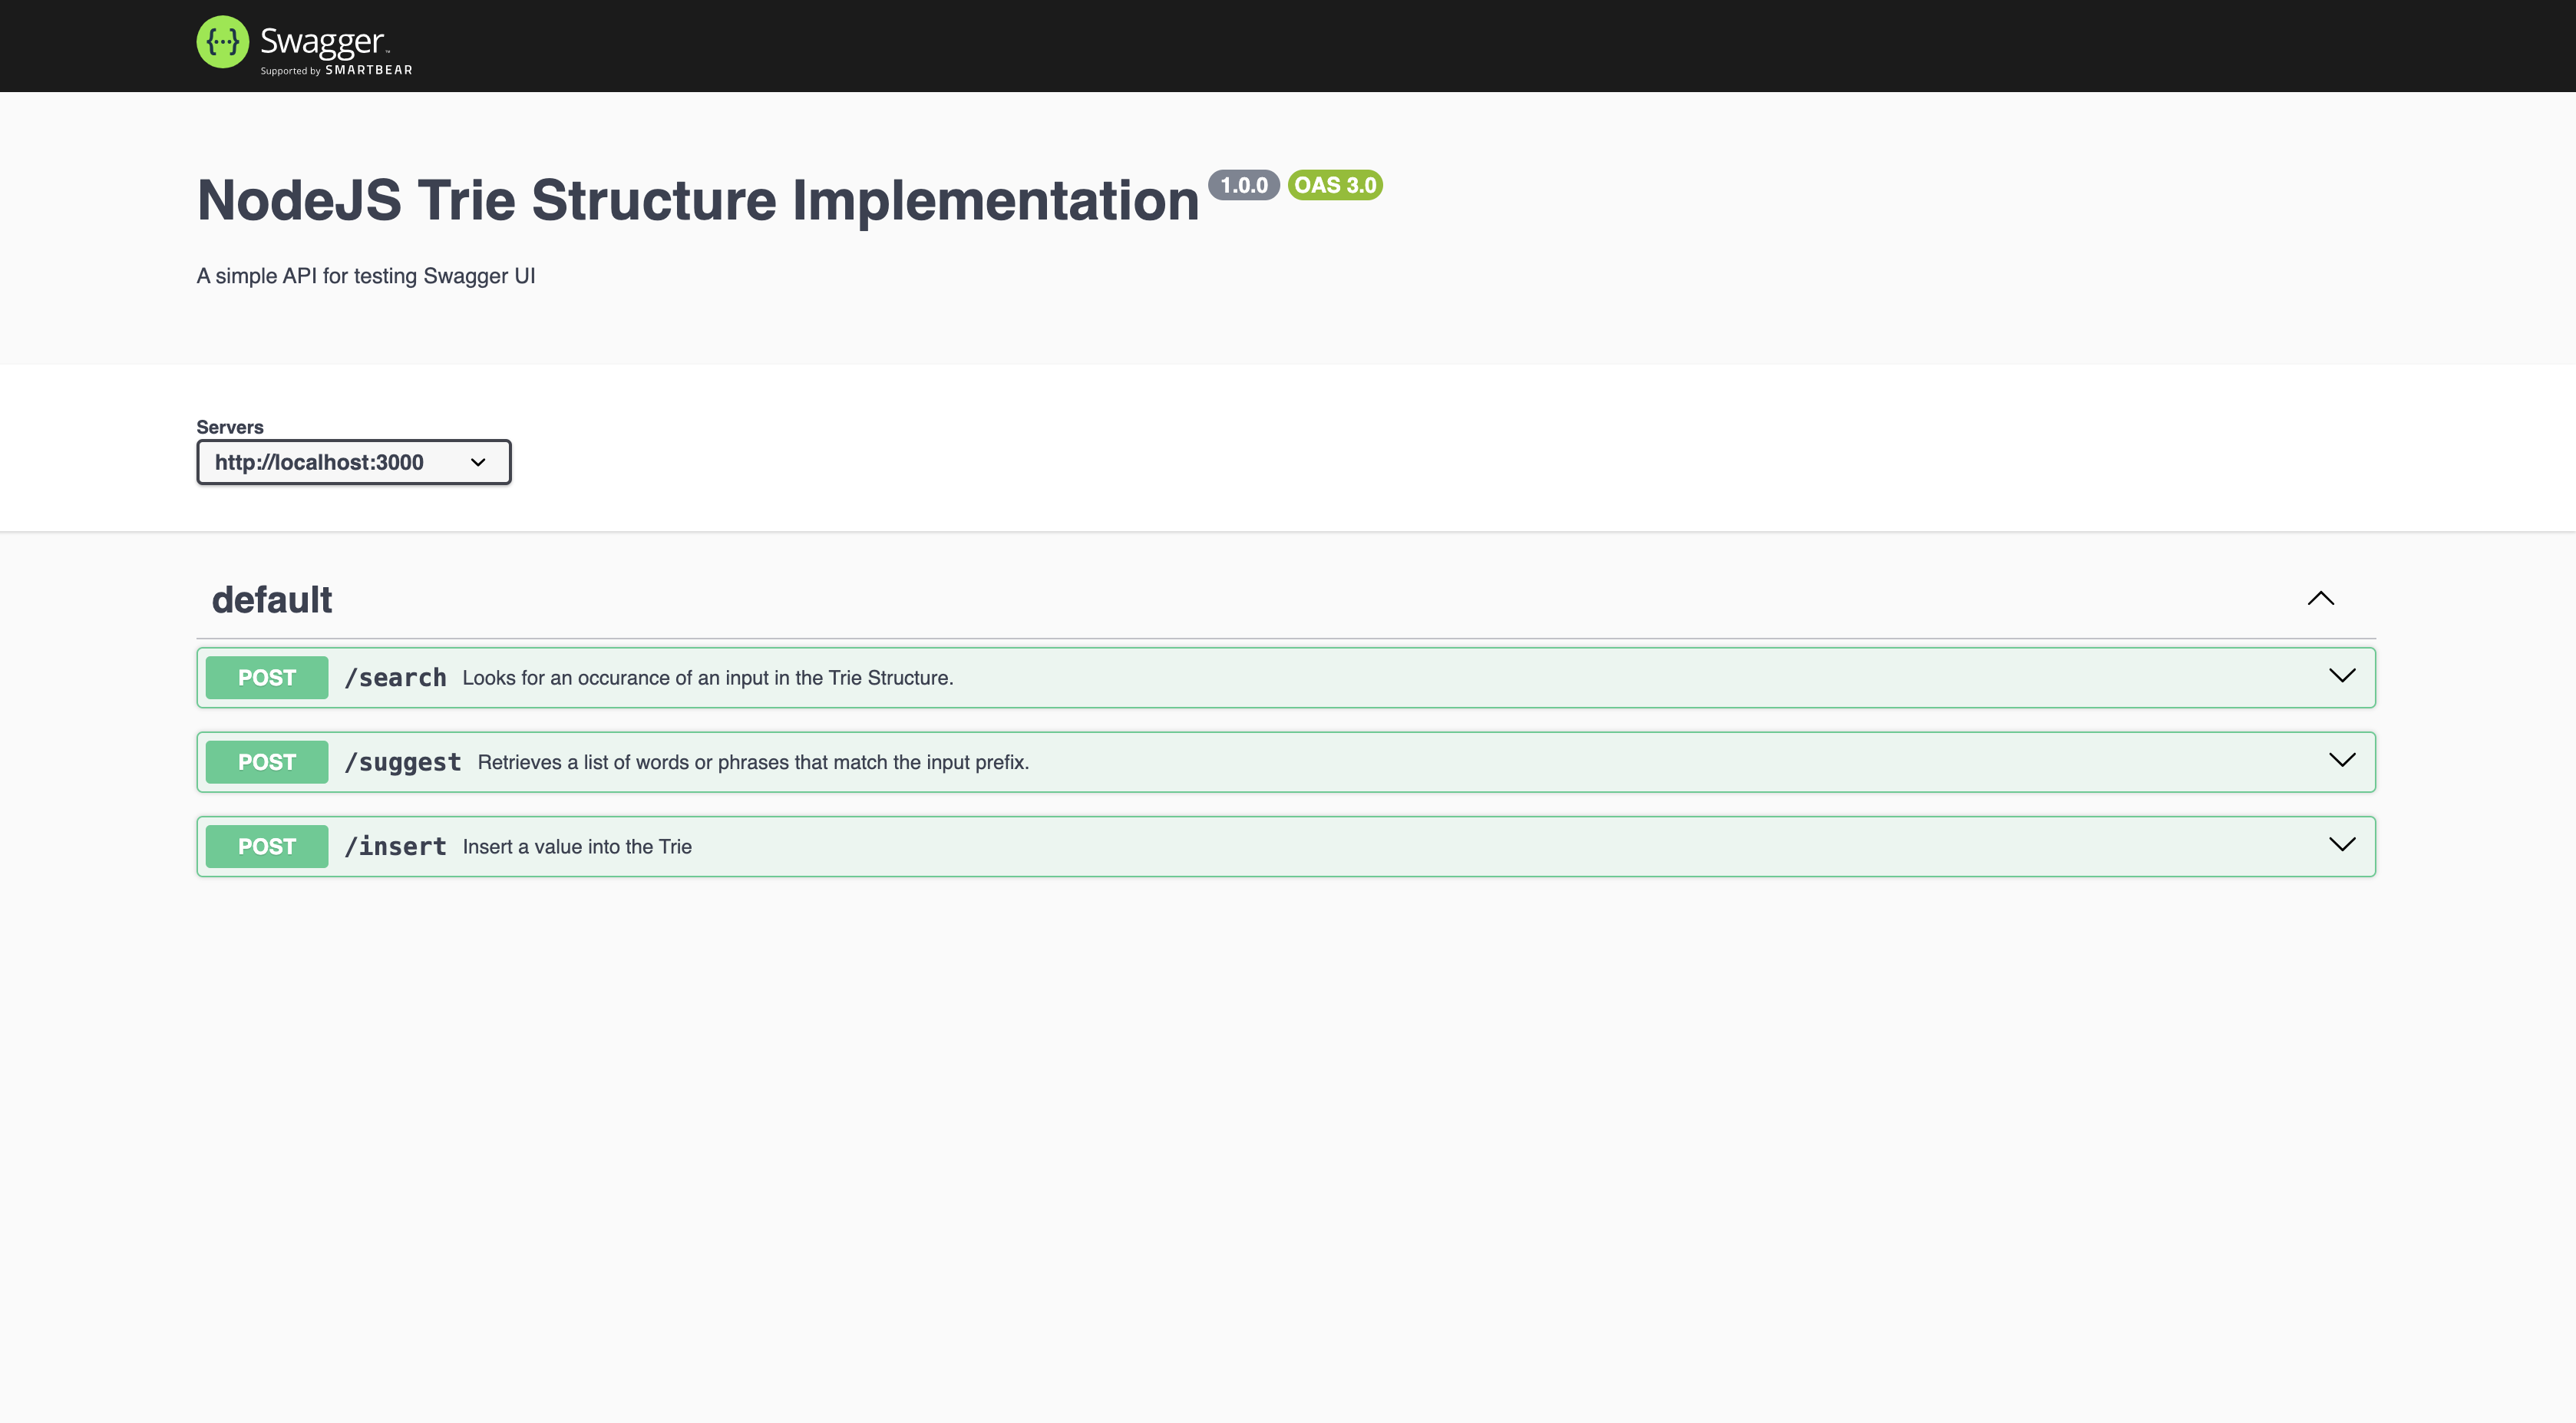 {···} Swagger™
Supported by SMARTBEAR
NodeJS Trie Structure Implementation 1.0.0 OAS 3.0
A simple API for testing Swagger UI
Servers
http://localhost:3000
default
POST /search Looks for an occurance of an input in the Trie Structure.
POST /suggest Retrieves a list of words or phrases that match the input prefix.
POST /insert Insert a value into the Trie